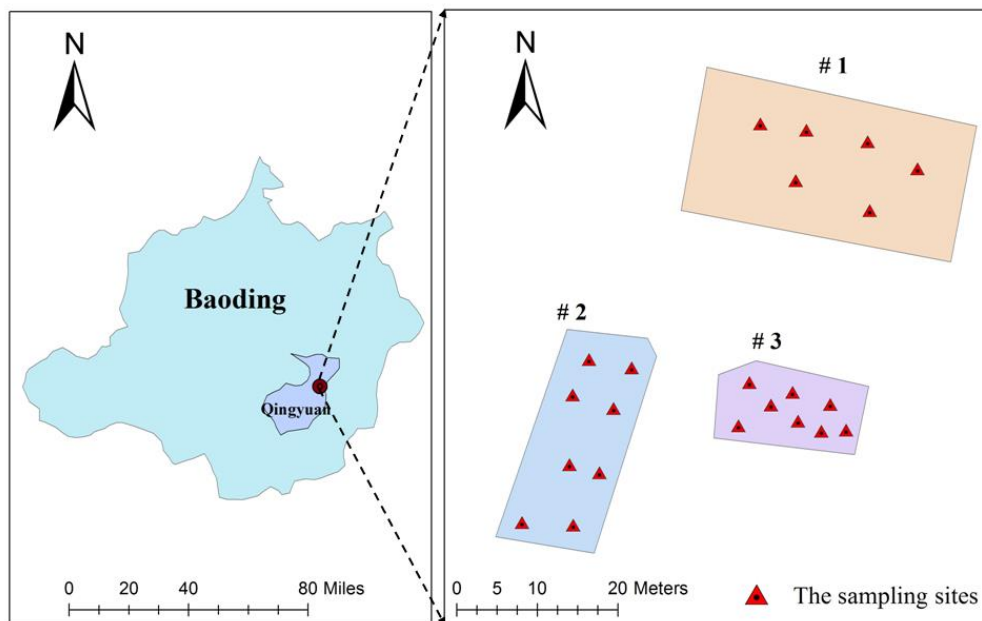 N
Baoding
Qingyuan
0 20 40 80 Miles
N
# 1
# 2
# 3
0 5 10 20 Meters
The sampling sites